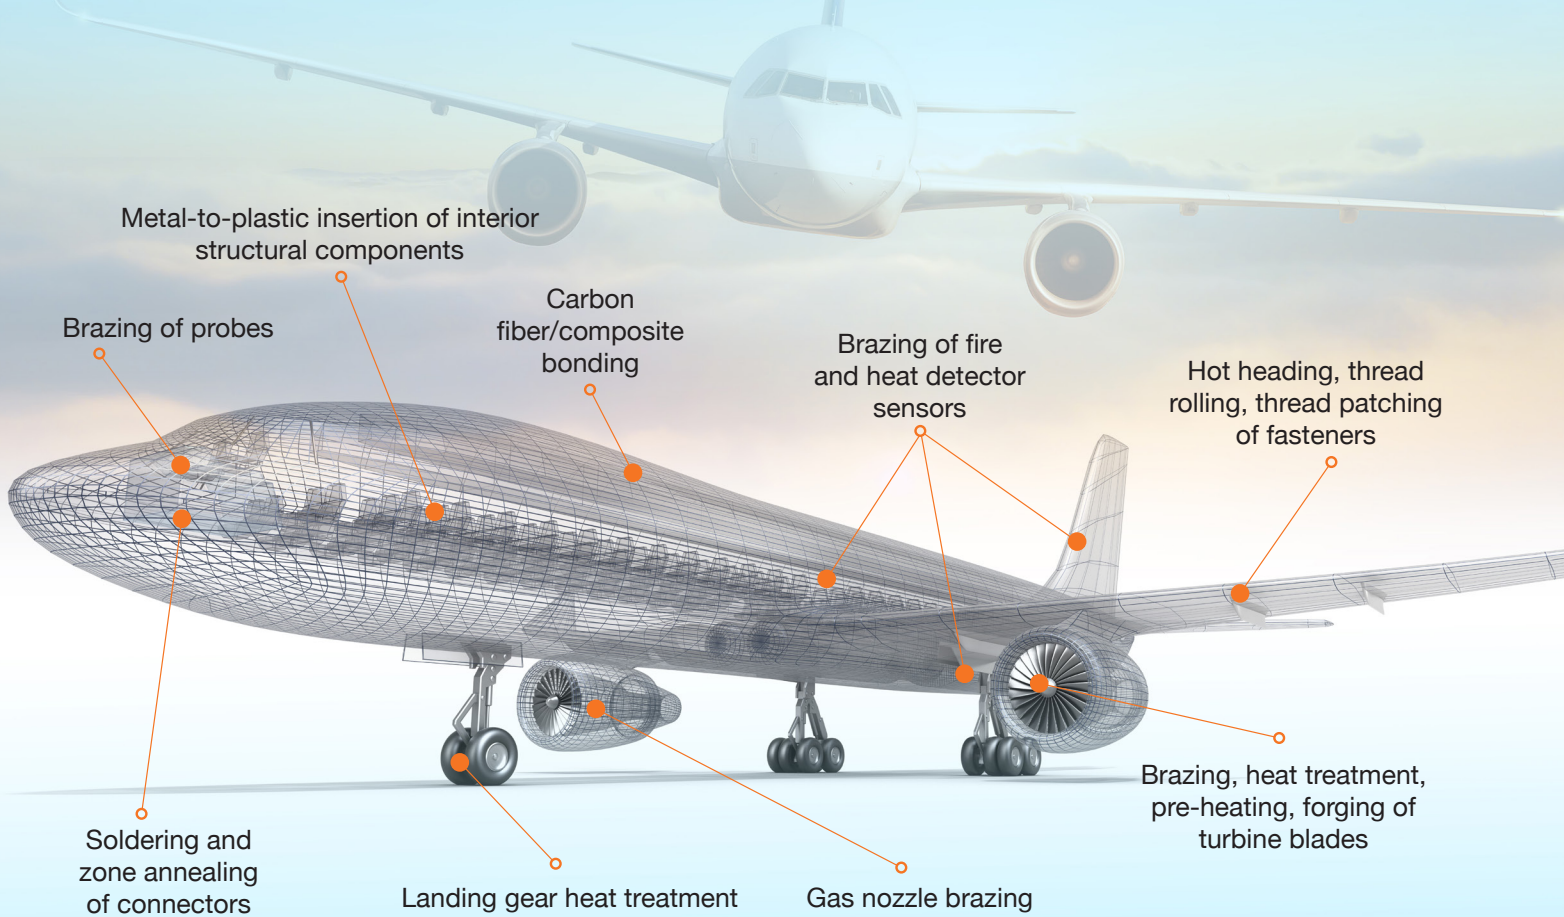 Metal-to-plastic insertion of interior
structural components
Brazing of probes
Carbon
fiber/composite
bonding
Brazing of fire
and heat detector
sensors
Hot heading, thread
rolling, thread patching
of fasteners
Soldering and
zone annealing
of connectors
Landing gear heat treatment
Gas nozzle brazing
Brazing, heat treatment,
pre-heating, forging of
turbine blades